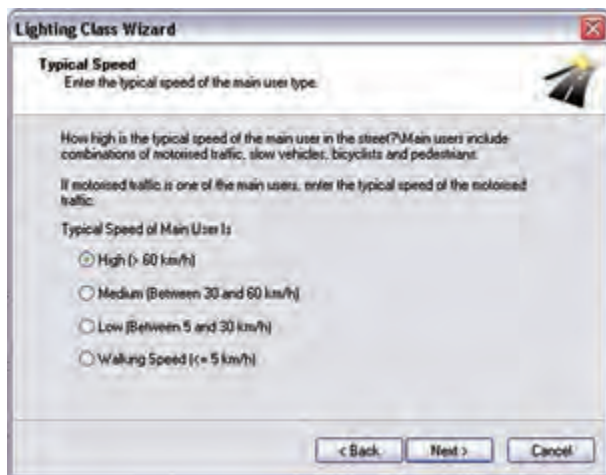 Lighting Class Wizard
Typical Speed
Enter the typical speed of the main user type.
How high is the typical speed of the main user in the street?\Main users include
combinations of motorised traffic, slow vehicles, bicyclists and pedestrians.
If motorised traffic is one of the main users, enter the typical speed of the motorised
traffic.
Typical Speed of Main User Is
High (> 60 km/h)
Medium (Between 30 and 60 km/h)
Low (Between 5 and 30 km/h)
Walking Speed (<= 5 km/h)
< Back
Next >
Cancel